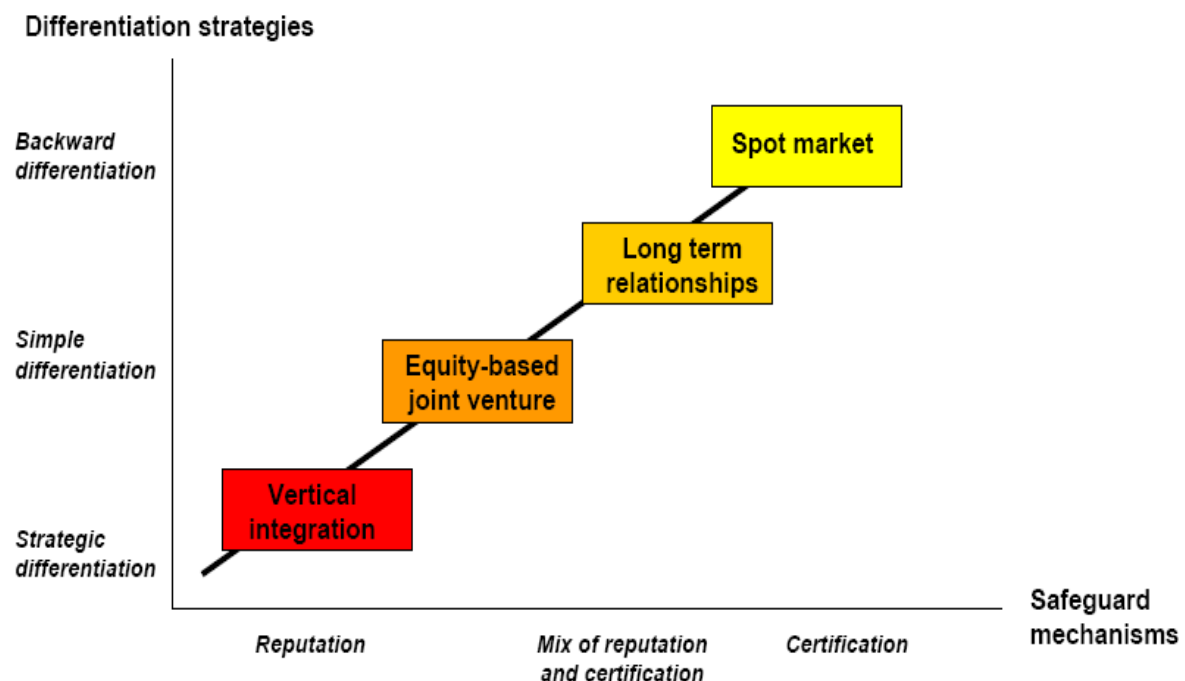 Differentiation strategies
Backward
differentiation
Spot market
Long term
relationships
Simple
differentiation
Equity-based
joint venture
Vertical
integration
Strategic
differentiation
Safeguard
mechanisms
Reputation
Mix of reputation
and certification
Certification